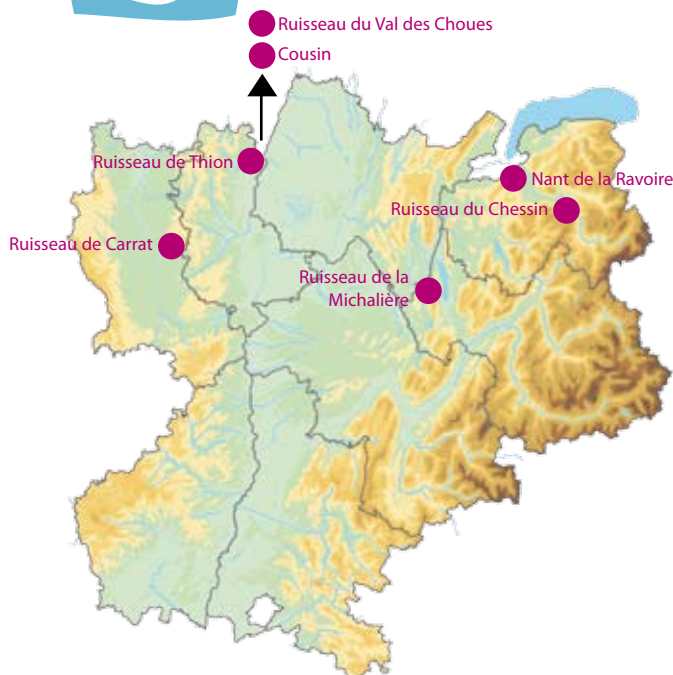 Ruisseau du Val des Choues
Cousin
Ruisseau de Thion
Nant de la Ravoire
Ruisseau du Chessin
Ruisseau de Carrat
Ruisseau de la
Michalière